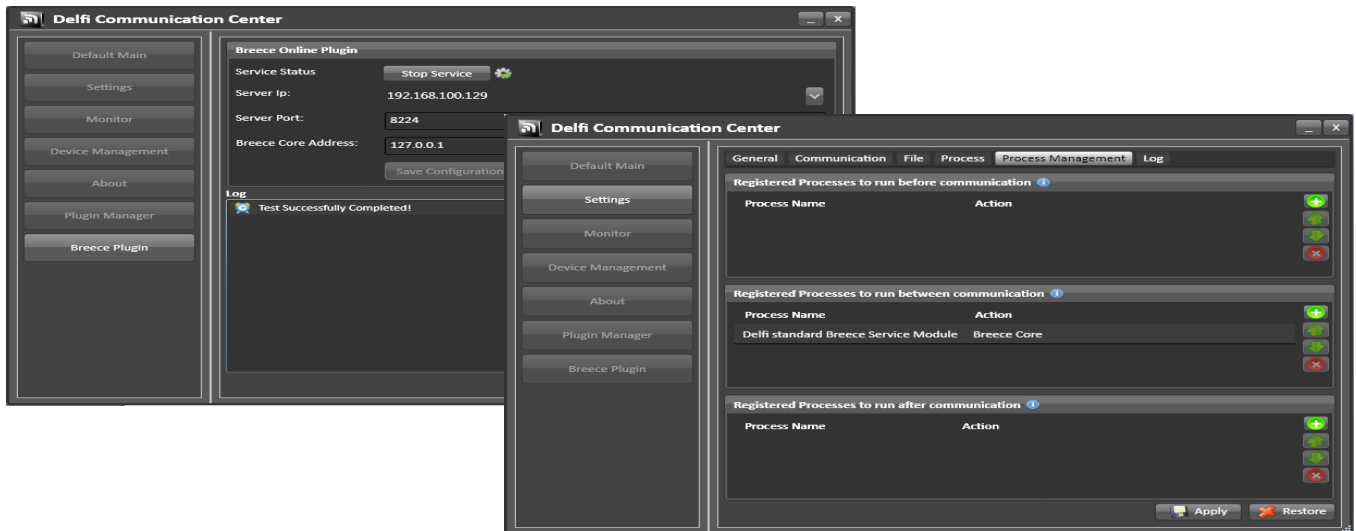 Delfi Communication Center
Default Main
Settings
Monitor
Device Management
About
Plugin Manager
Breece Plugin
Breece Online Plugin
Service Status Stop Service
Server Ip: 192.168.100.129
Server Port: 8224
Breece Core Address: 127.0.0.1
Save Configuration
Log
Test Successfully Completed!
Delfi Communication Center
Default Main
Settings
Monitor
Device Management
About
Plugin Manager
Breece Plugin
General Communication File Process Process Management Log
Registered Processes to run before communication
Process Name Action
Registered Processes to run between communication
Process Name Action
Delfi standard Breece Service Module Breece Core
Registered Processes to run after communication
Process Name Action
Apply Restore